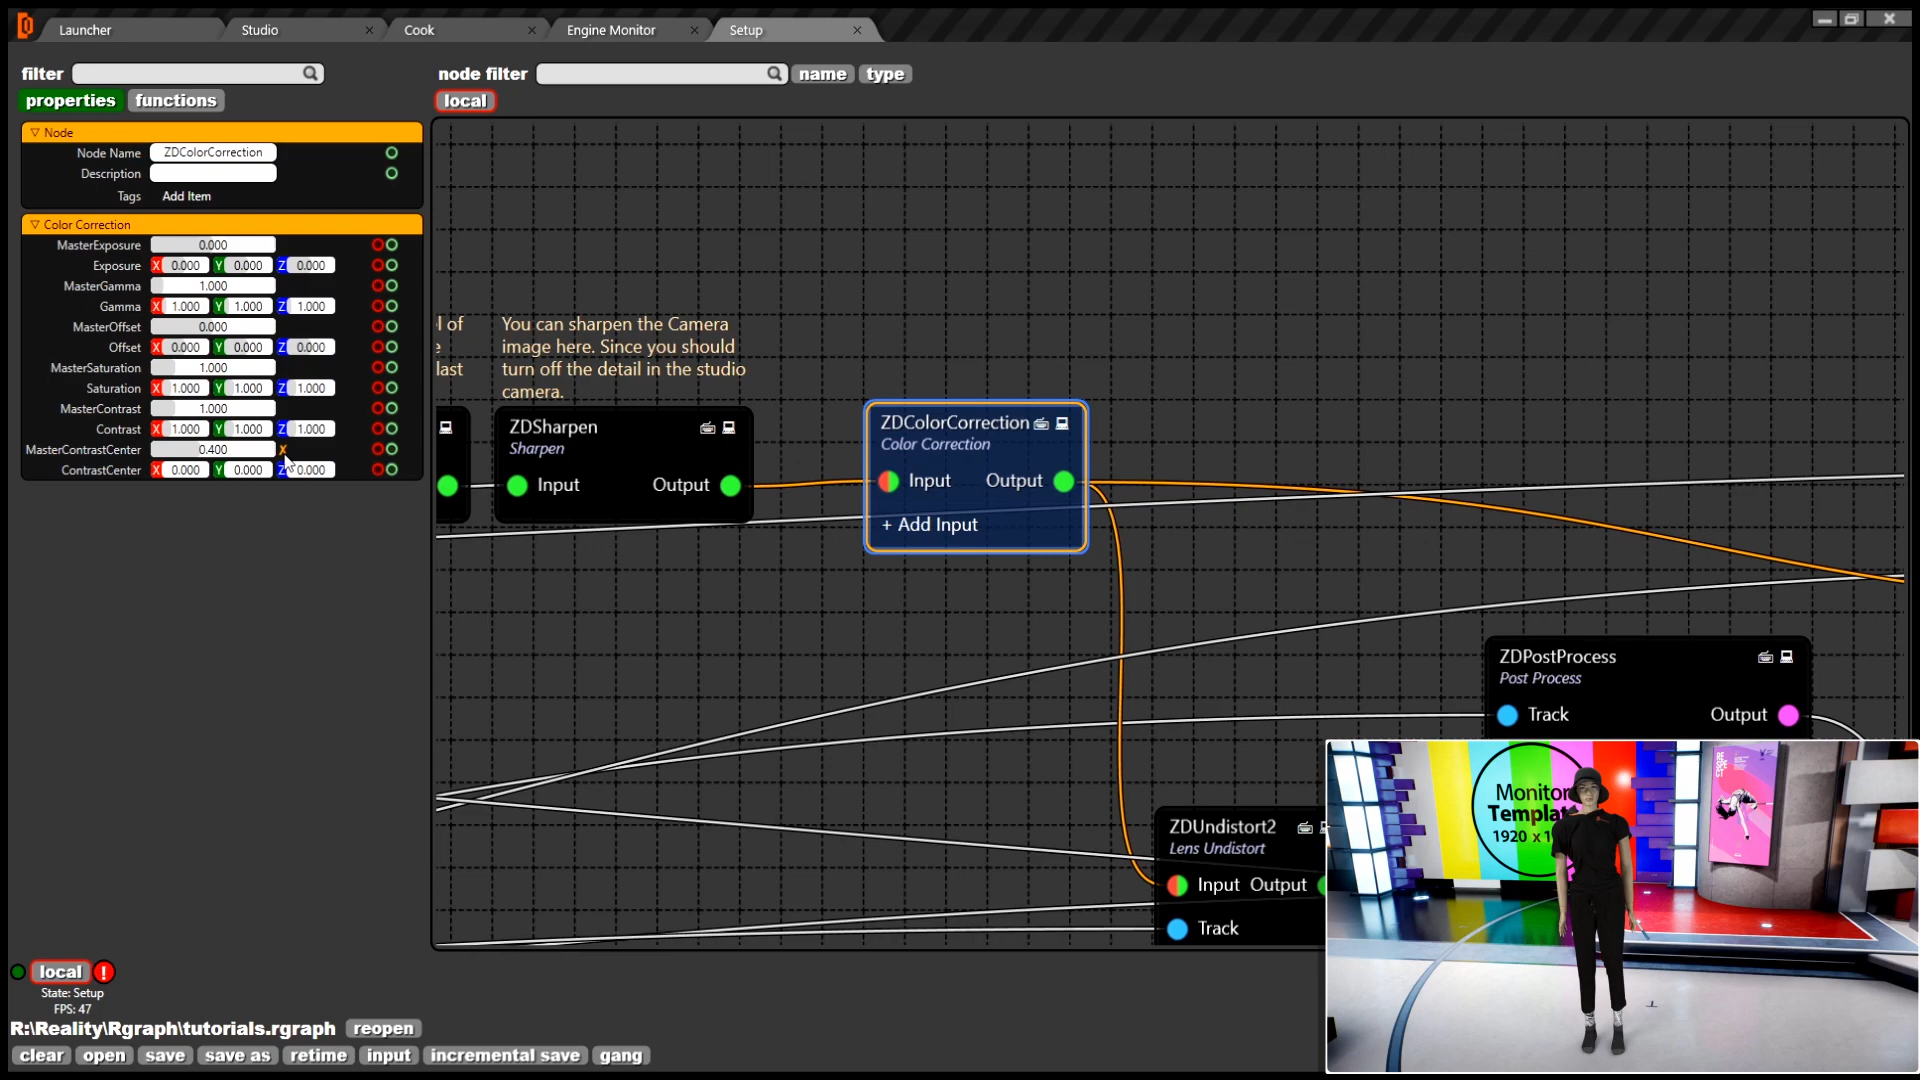 Launcher
Studio
Cook
Engine Monitor
Setup
filter
properties functions
Node
Node Name ZDColorCorrection
Description
Tags Add Item
Color Correction
MasterExposure 0.000
Exposure X 0.000 Y 0.000 Z 0.000
MasterGamma 1.000
Gamma X 1.000 Y 1.000 Z 1.000
MasterOffset 0.000
Offset X 0.000 Y 0.000 Z 0.000
MasterSaturation 1.000
Saturation X 1.000 Y 1.000 Z 1.000
MasterContrast 1.000
Contrast X 1.000 Y 1.000 Z 1.000
MasterContrastCenter 0.400 X
ContrastCenter X 0.000 Y 0.000 Z 0.000
node filter name type
local
l of
e
last
You can sharpen the Camera
image here. Since you should
turn off the detail in the studio
camera.
ZDSharpen
Sharpen
Input Output
ZDColorCorrection
Color Correction
Input Output
+ Add Input
ZDPostProcess
Post Process
Track Output
ZDUndistort2
Lens Undistort
Input Output
Track
Monitor
Templat
1920 x 1
local !
State: Setup
FPS: 47
R:\Reality\Rgraph\tutorials.rgraph reopen
clear open save save as retime input incremental save gang